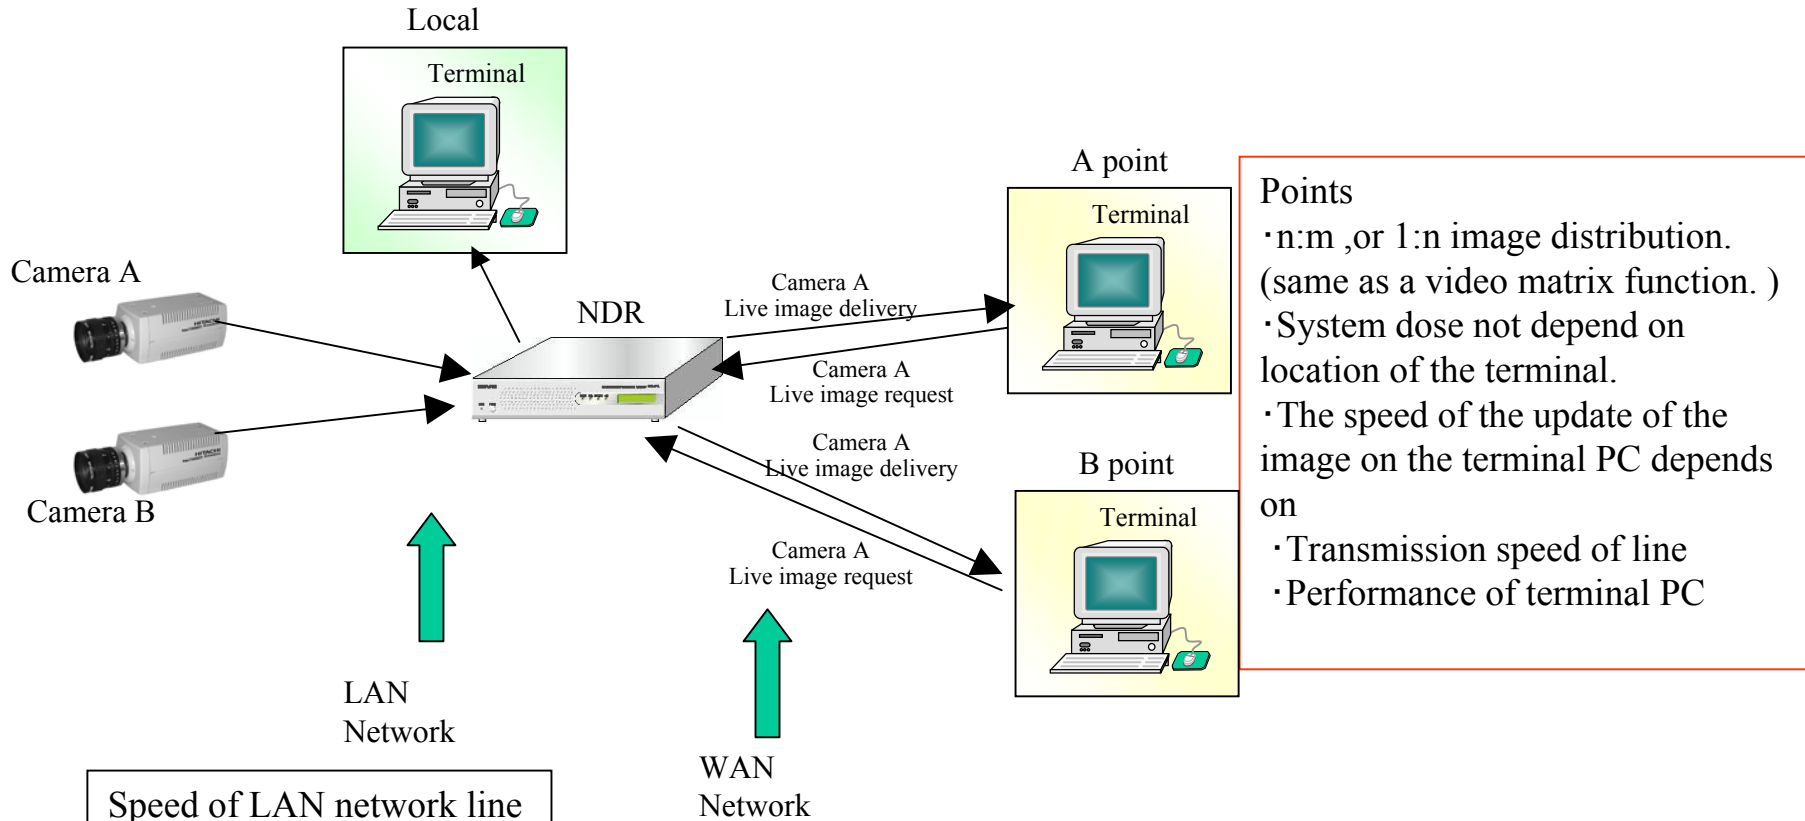 Local
Terminal
Camera A
NDR
Camera A
Live image delivery
Camera A
Live image request
A point
Terminal
Points
・n:m ,or 1:n image distribution.
(same as a video matrix function. )
・System dose not depend on
location of the terminal.
・The speed of the update of the
image on the terminal PC depends
on
・Transmission speed of line
・Performance of terminal PC
Camera B
Camera A
Live image delivery
Camera A
Live image request
B point
Terminal
LAN
Network
WAN
Network
Speed of LAN network line
HITACHI
HITACHI